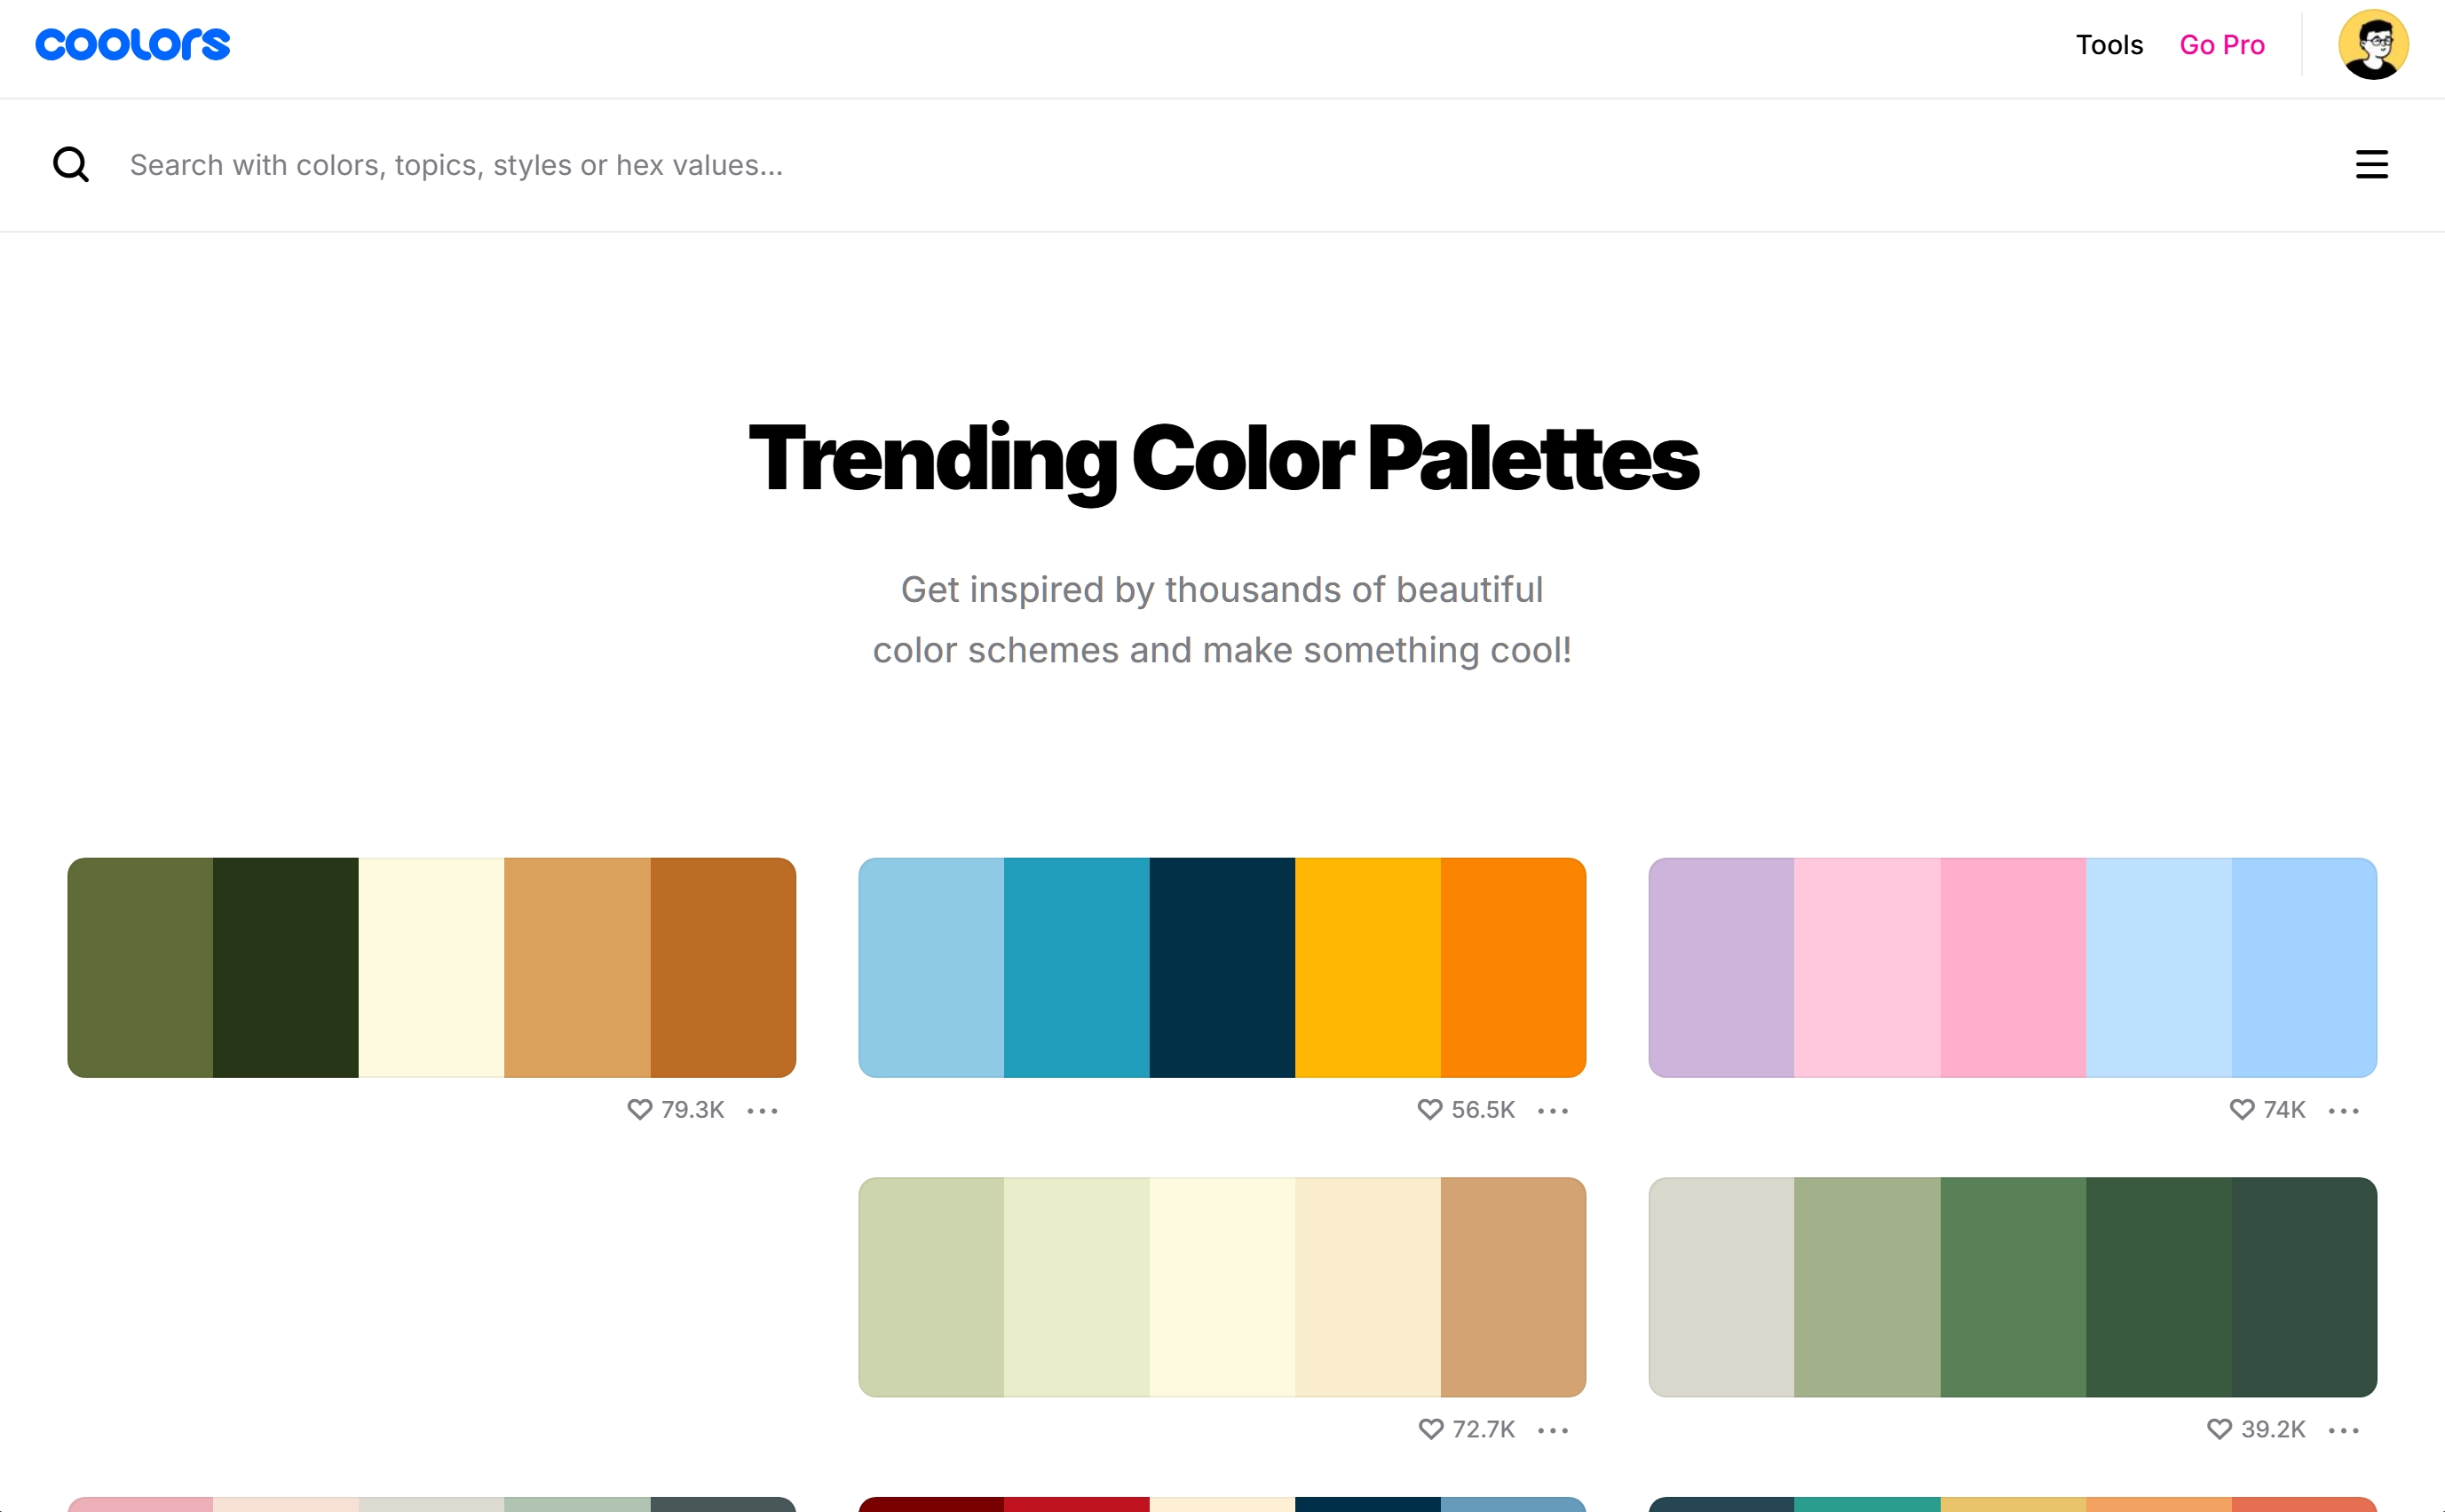 coolors
Tools
Go Pro
Search with colors, topics, styles or hex values...
Trending Color Palettes
Get inspired by thousands of beautiful
color schemes and make something cool!
79.3K
56.5K
74K
72.7K
39.2K